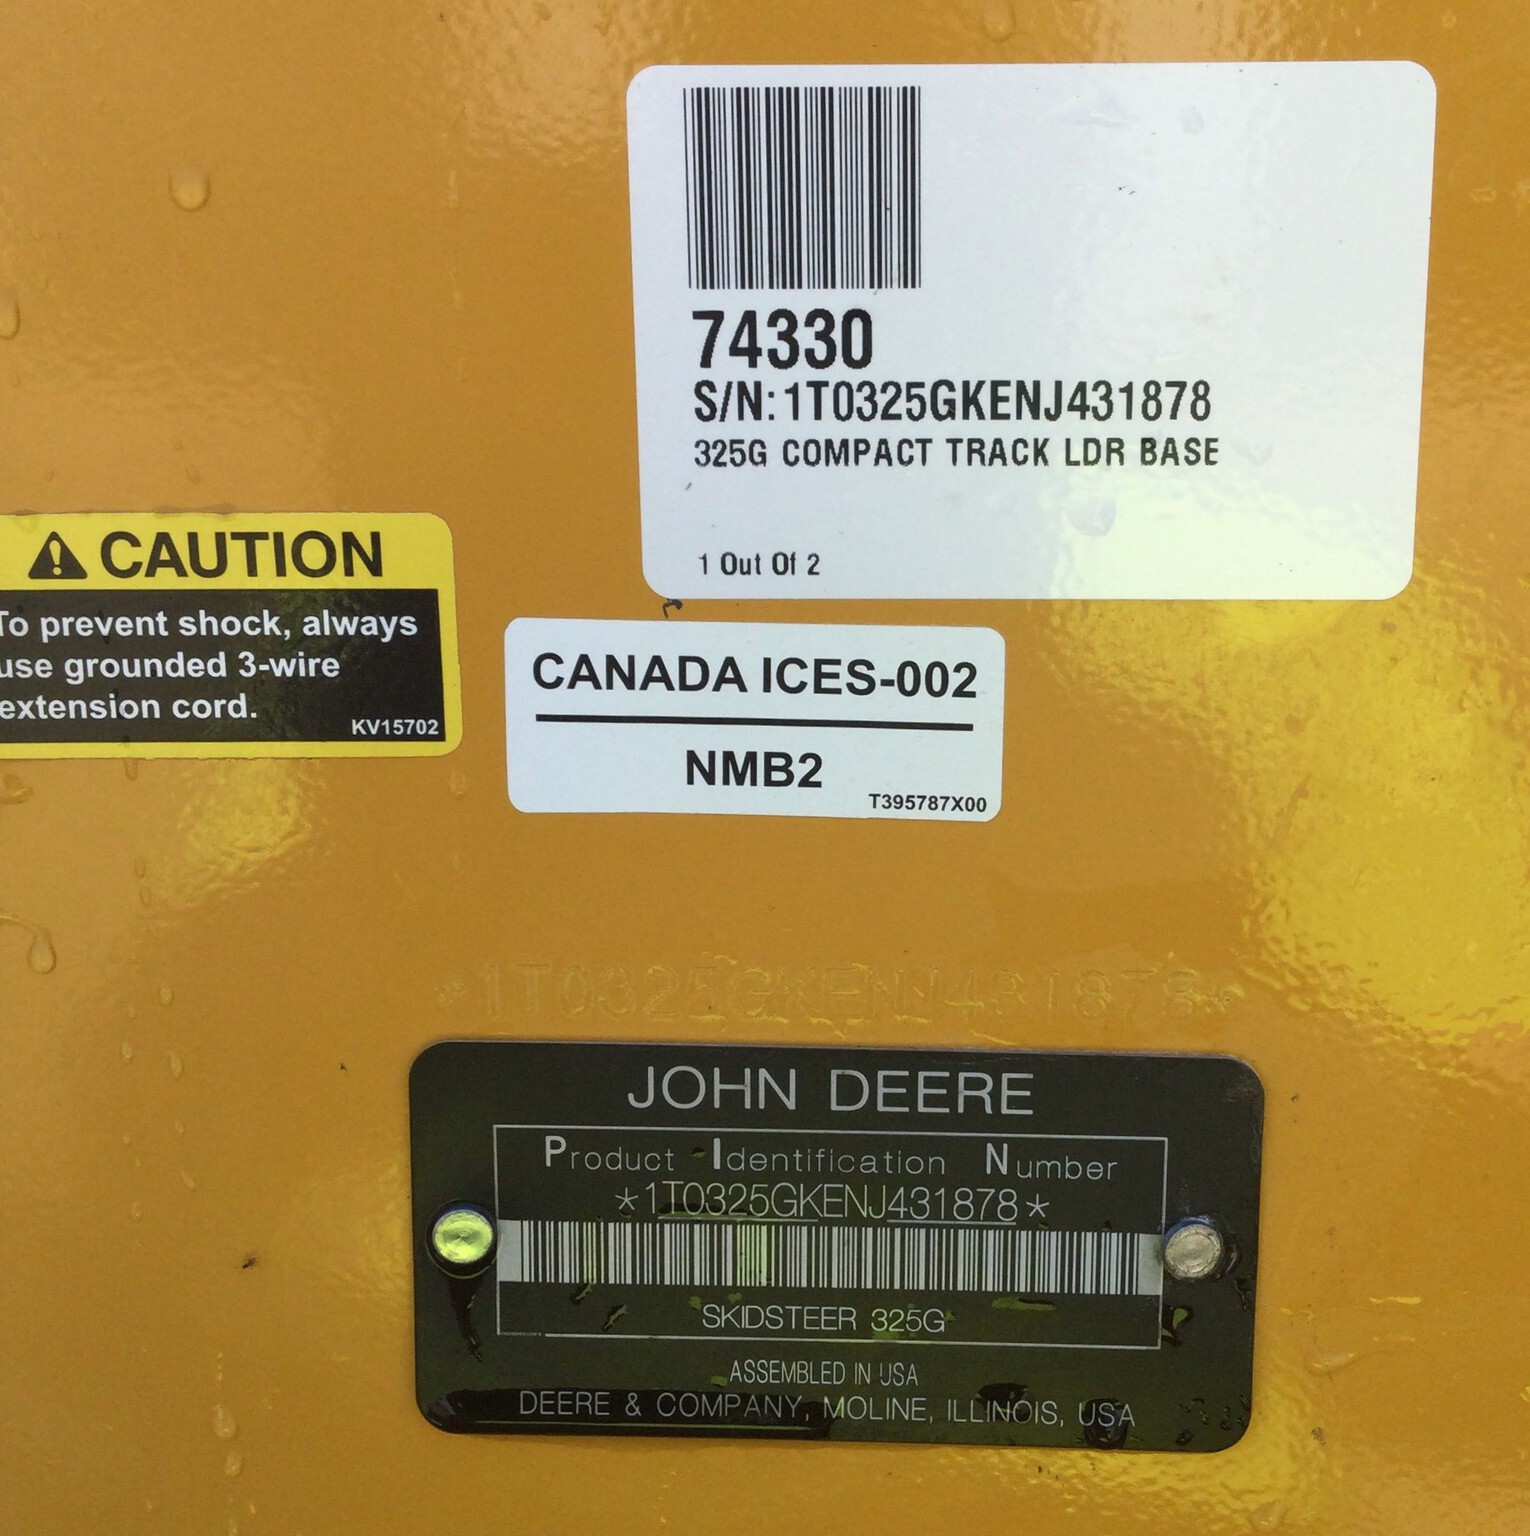 74330
S/N: 1T0325GKENJ431878
325G COMPACT TRACK LDR BASE
1 Out Of 2
CAUTION
To prevent shock, always
use grounded 3-wire
extension cord.
KV15702
CANADA ICES-002
NMB2
T395787X00
*1T0325GKENJ431878*
JOHN DEERE
Product Identification Number
*1T0325GKENJ431878*
SKIDSTEER 325G
ASSEMBLED IN USA
DEERE & COMPANY, MOLINE, ILLINOIS, USA